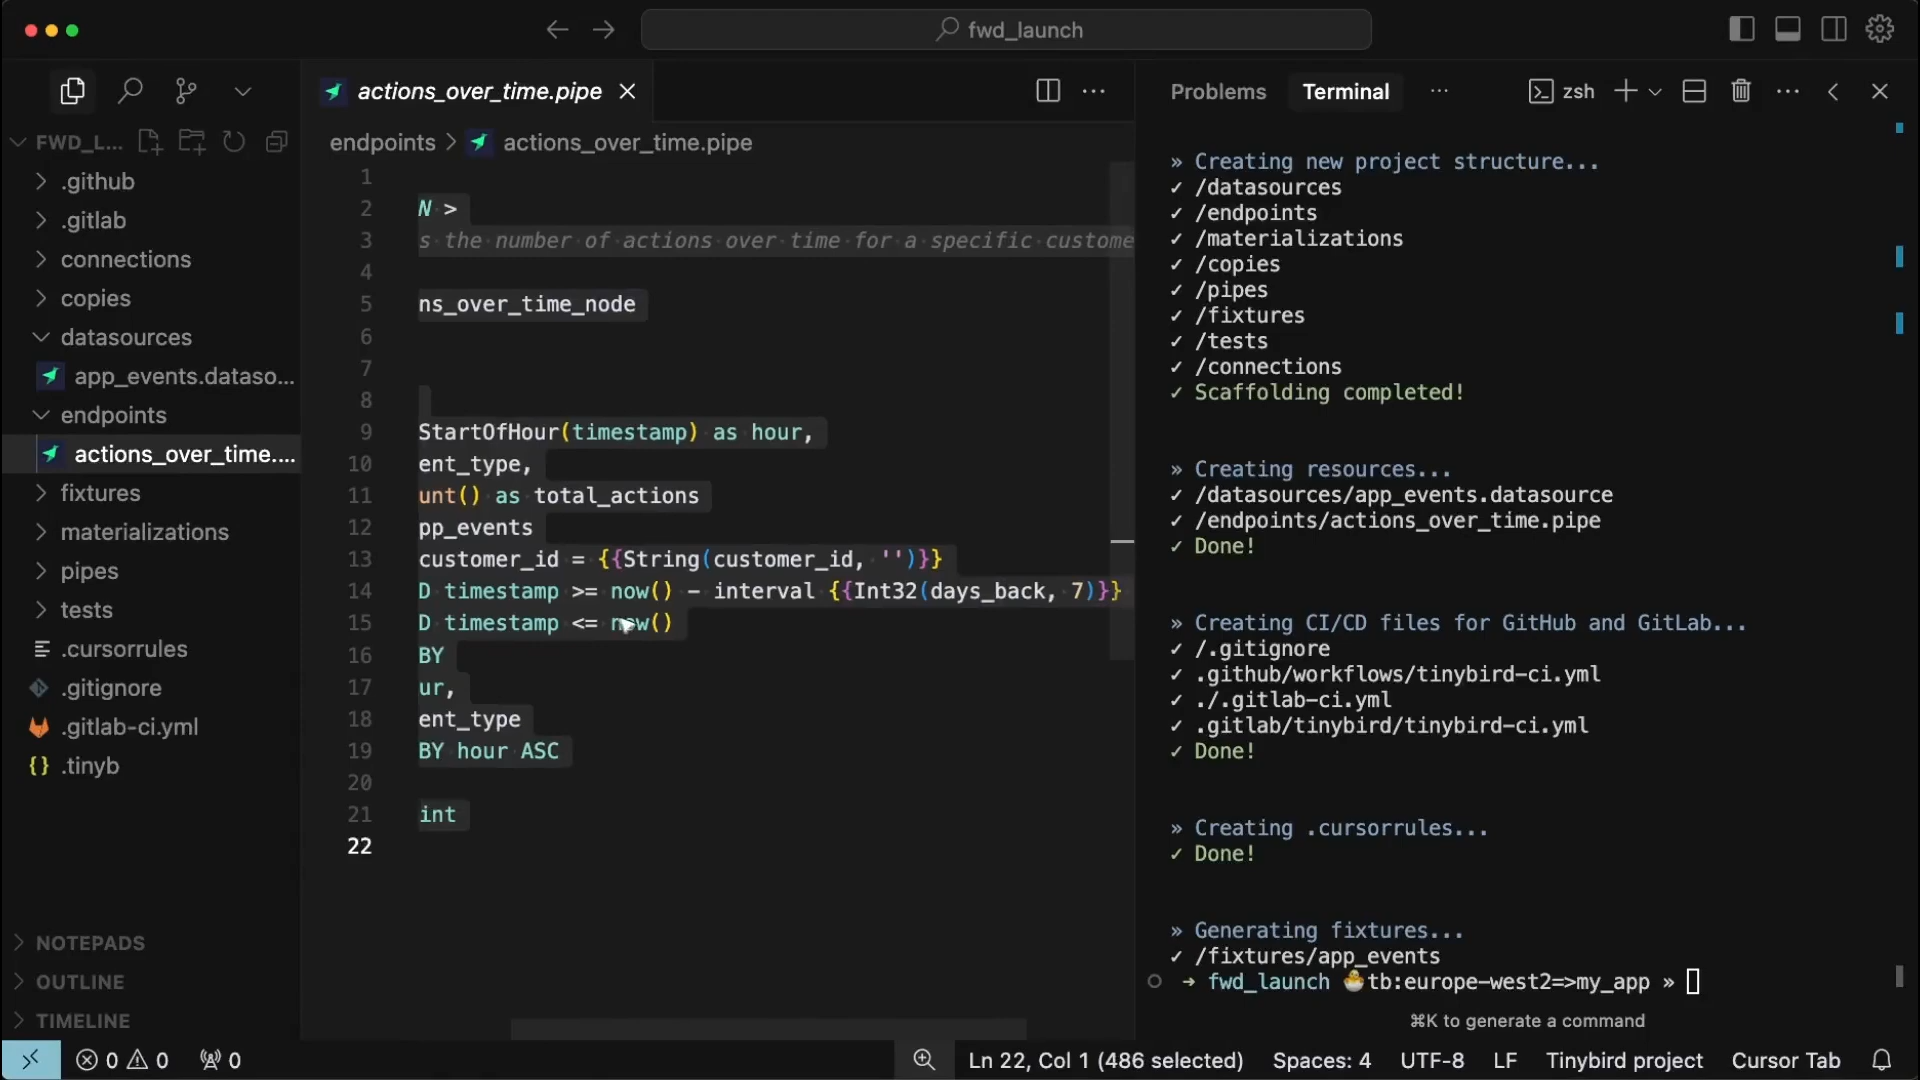 fwd_launch
FWD_L...
.github
.gitlab
connections
copies
datasources
app_events.dataso...
endpoints
actions_over_time....
fixtures
materializations
pipes
tests
.cursorrules
.gitignore
.gitlab-ci.yml
{} .tinyb
NOTEPADS
OUTLINE
TIMELINE
actions_over_time.pipe
endpoints > actions_over_time.pipe
1
2 N >
3 s the number of actions over time for a specific custome
4
5 ns_over_time_node
6
7
8
9 StartOfHour(timestamp) as hour,
10 ent_type,
11 unt() as total_actions
12 pp_events
13 customer_id = {{String(customer_id, '')}}
14 D timestamp >= now() - interval {{Int32(days_back, 7)}}
15 D timestamp <= now()
16 BY
17 ur,
18 ent_type
19 BY hour ASC
20
21 int
22
Problems Terminal ... zsh
» Creating new project structure...
✓ /datasources
✓ /endpoints
✓ /materializations
✓ /copies
✓ /pipes
✓ /fixtures
✓ /tests
✓ /connections
✓ Scaffolding completed!
» Creating resources...
✓ /datasources/app_events.datasource
✓ /endpoints/actions_over_time.pipe
✓ Done!
» Creating CI/CD files for GitHub and GitLab...
✓ /.gitignore
✓ .github/workflows/tinybird-ci.yml
✓ ./.gitlab-ci.yml
✓ .gitlab/tinybird/tinybird-ci.yml
✓ Done!
» Creating .cursorrules...
✓ Done!
» Generating fixtures...
✓ /fixtures/app_events
➜ fwd_launch 🐣tb:europe-west2=>my_app »
⌘K to generate a command
0 0 0 Ln 22, Col 1 (486 selected) Spaces: 4 UTF-8 LF Tinybird project Cursor Tab